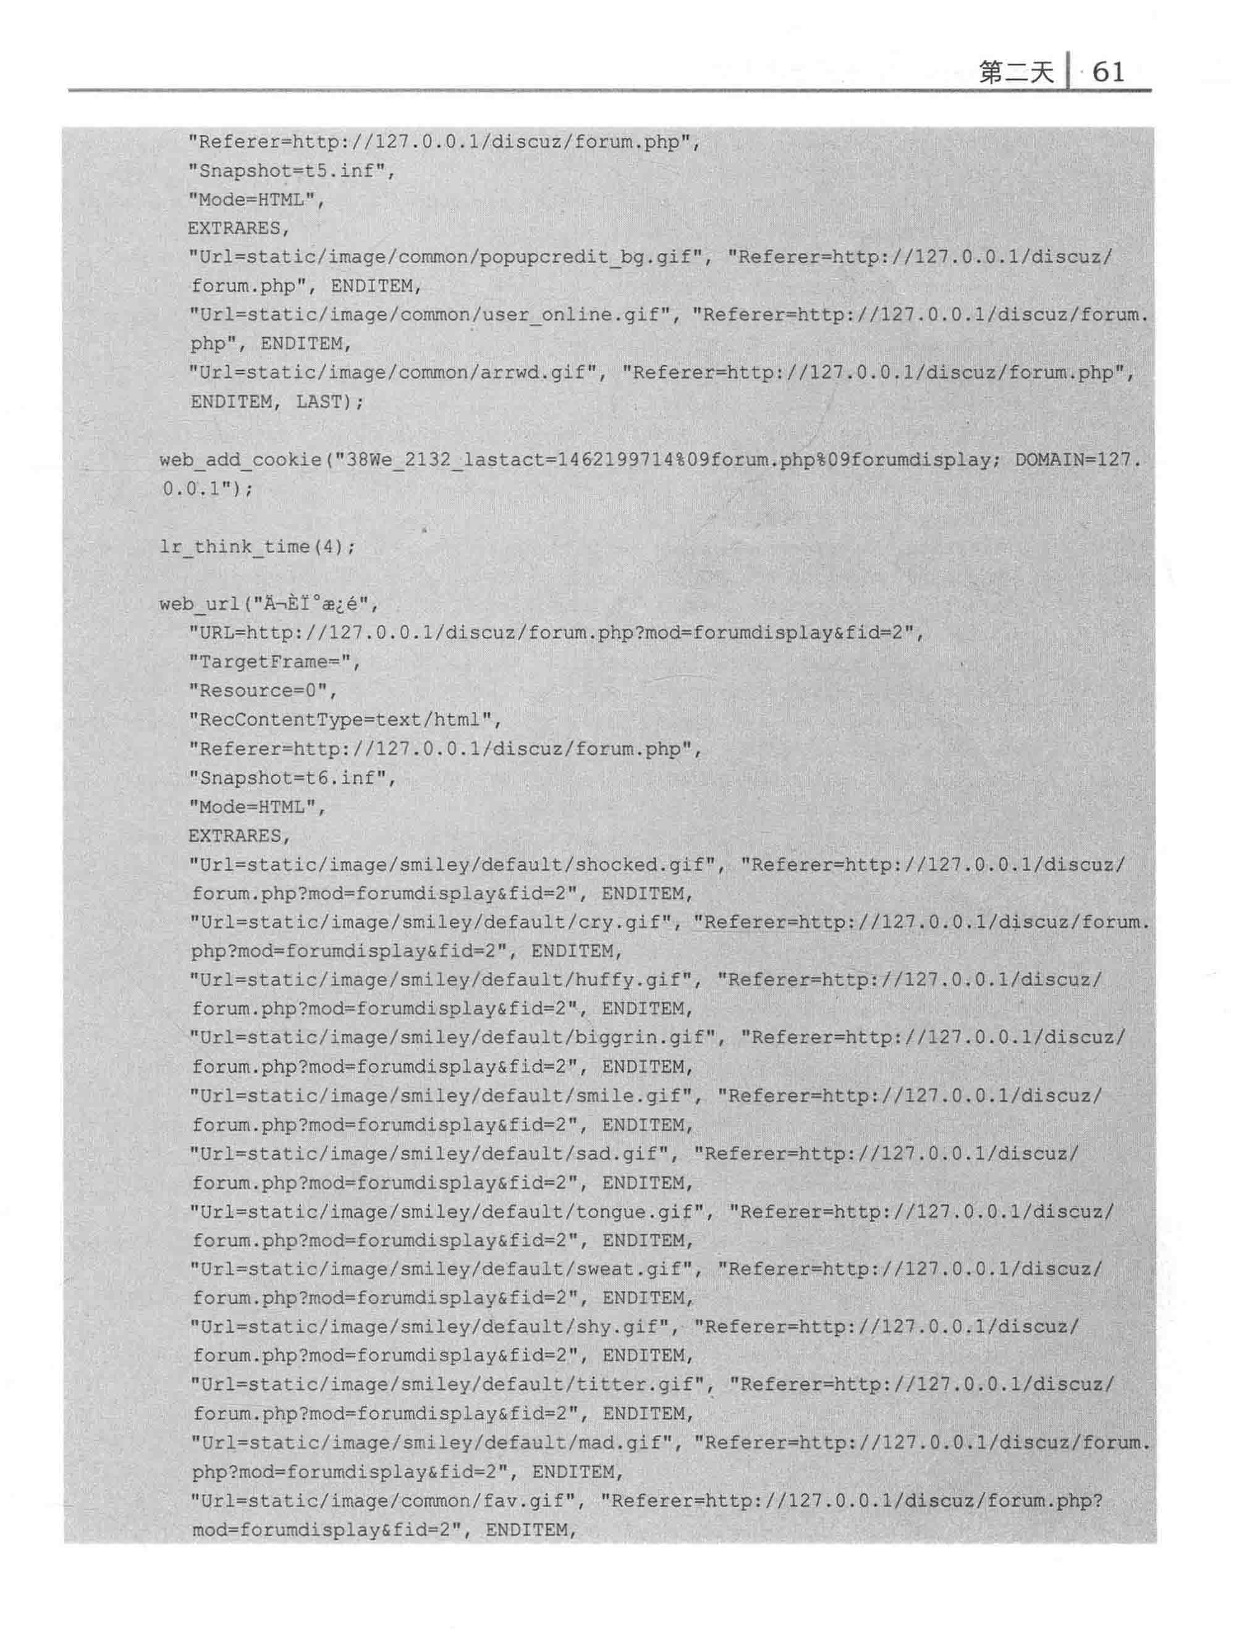 第二天 61
"Referer=http://127.0.0.1/discuz/forum.php",
"Snapshot=t5.inf",
"Mode=HTML",
EXTRARES,
"Url=static/image/common/popupcredit_bg.gif", "Referer=http://127.0.0.1/discuz/
forum.php", ENDITEM,
"Url=static/image/common/user_online.gif", "Referer=http://127.0.0.1/discuz/forum.
php", ENDITEM,
"Url=static/image/common/arrwd.gif", "Referer=http://127.0.0.1/discuz/forum.php",
ENDITEM, LAST);
web_add_cookie("38We_2132_lastact=1462199714%09forum.php%09forumdisplay; DOMAIN=127.
0.0.1");
lr_think_time(4);
web_url("Ä¬ÈÏ°æ¿é",
"URL=http://127.0.0.1/discuz/forum.php?mod=forumdisplay&fid=2",
"TargetFrame=",
"Resource=0",
"RecContentType=text/html",
"Referer=http://127.0.0.1/discuz/forum.php",
"Snapshot=t6.inf",
"Mode=HTML",
EXTRARES,
"Url=static/image/smiley/default/shocked.gif", "Referer=http://127.0.0.1/discuz/
forum.php?mod=forumdisplay&fid=2", ENDITEM,
"Url=static/image/smiley/default/cry.gif", "Referer=http://127.0.0.1/discuz/forum.
php?mod=forumdisplay&fid=2", ENDITEM,
"Url=static/image/smiley/default/huffy.gif", "Referer=http://127.0.0.1/discuz/
forum.php?mod=forumdisplay&fid=2", ENDITEM,
"Url=static/image/smiley/default/biggrin.gif", "Referer=http://127.0.0.1/discuz/
forum.php?mod=forumdisplay&fid=2", ENDITEM,
"Url=static/image/smiley/default/smile.gif", "Referer=http://127.0.0.1/discuz/
forum.php?mod=forumdisplay&fid=2", ENDITEM,
"Url=static/image/smiley/default/sad.gif", "Referer=http://127.0.0.1/discuz/
forum.php?mod=forumdisplay&fid=2", ENDITEM,
"Url=static/image/smiley/default/tongue.gif", "Referer=http://127.0.0.1/discuz/
forum.php?mod=forumdisplay&fid=2", ENDITEM,
"Url=static/image/smiley/default/sweat.gif", "Referer=http://127.0.0.1/discuz/
forum.php?mod=forumdisplay&fid=2", ENDITEM,
"Url=static/image/smiley/default/shy.gif", "Referer=http://127.0.0.1/discuz/
forum.php?mod=forumdisplay&fid=2", ENDITEM,
"Url=static/image/smiley/default/titter.gif", "Referer=http://127.0.0.1/discuz/
forum.php?mod=forumdisplay&fid=2", ENDITEM,
"Url=static/image/smiley/default/mad.gif", "Referer=http://127.0.0.1/discuz/forum.
php?mod=forumdisplay&fid=2", ENDITEM,
"Url=static/image/common/fav.gif", "Referer=http://127.0.0.1/discuz/forum.php?
mod=forumdisplay&fid=2", ENDITEM,